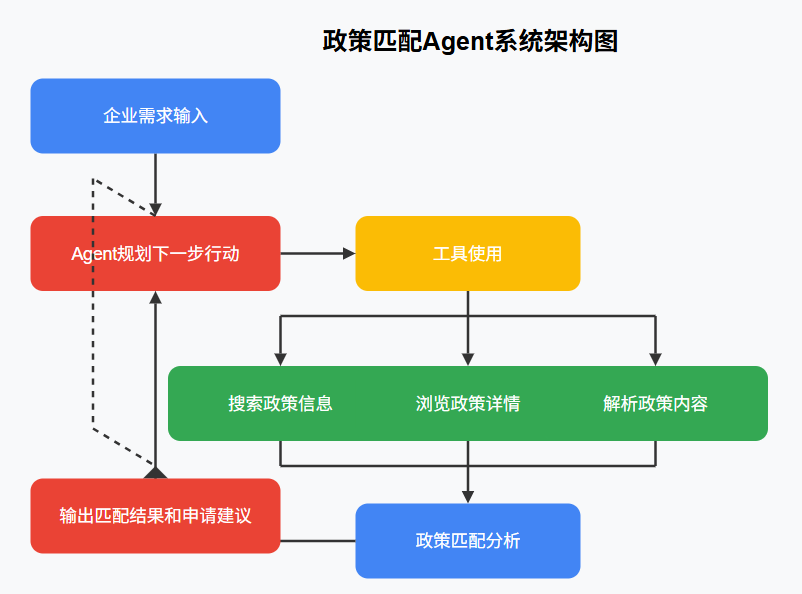 政策匹配Agent系统架构图
企业需求输入
Agent规划下一步行动
工具使用
搜索政策信息
浏览政策详情
解析政策内容
输出匹配结果和申请建议
政策匹配分析